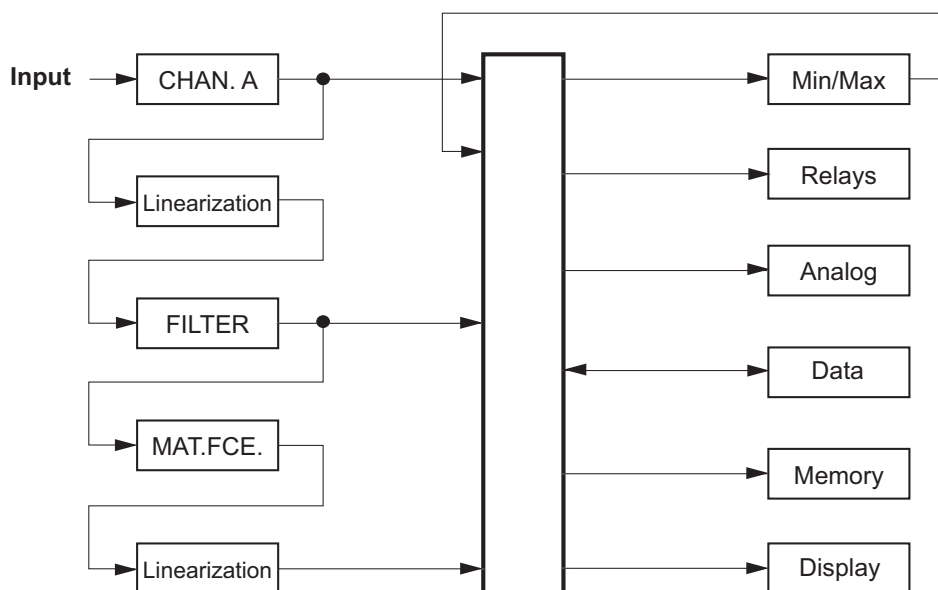 Input
CHAN. A
Linearization
FILTER
MAT.FCE.
Linearization
Min/Max
Relays
Analog
Data
Memory
Display